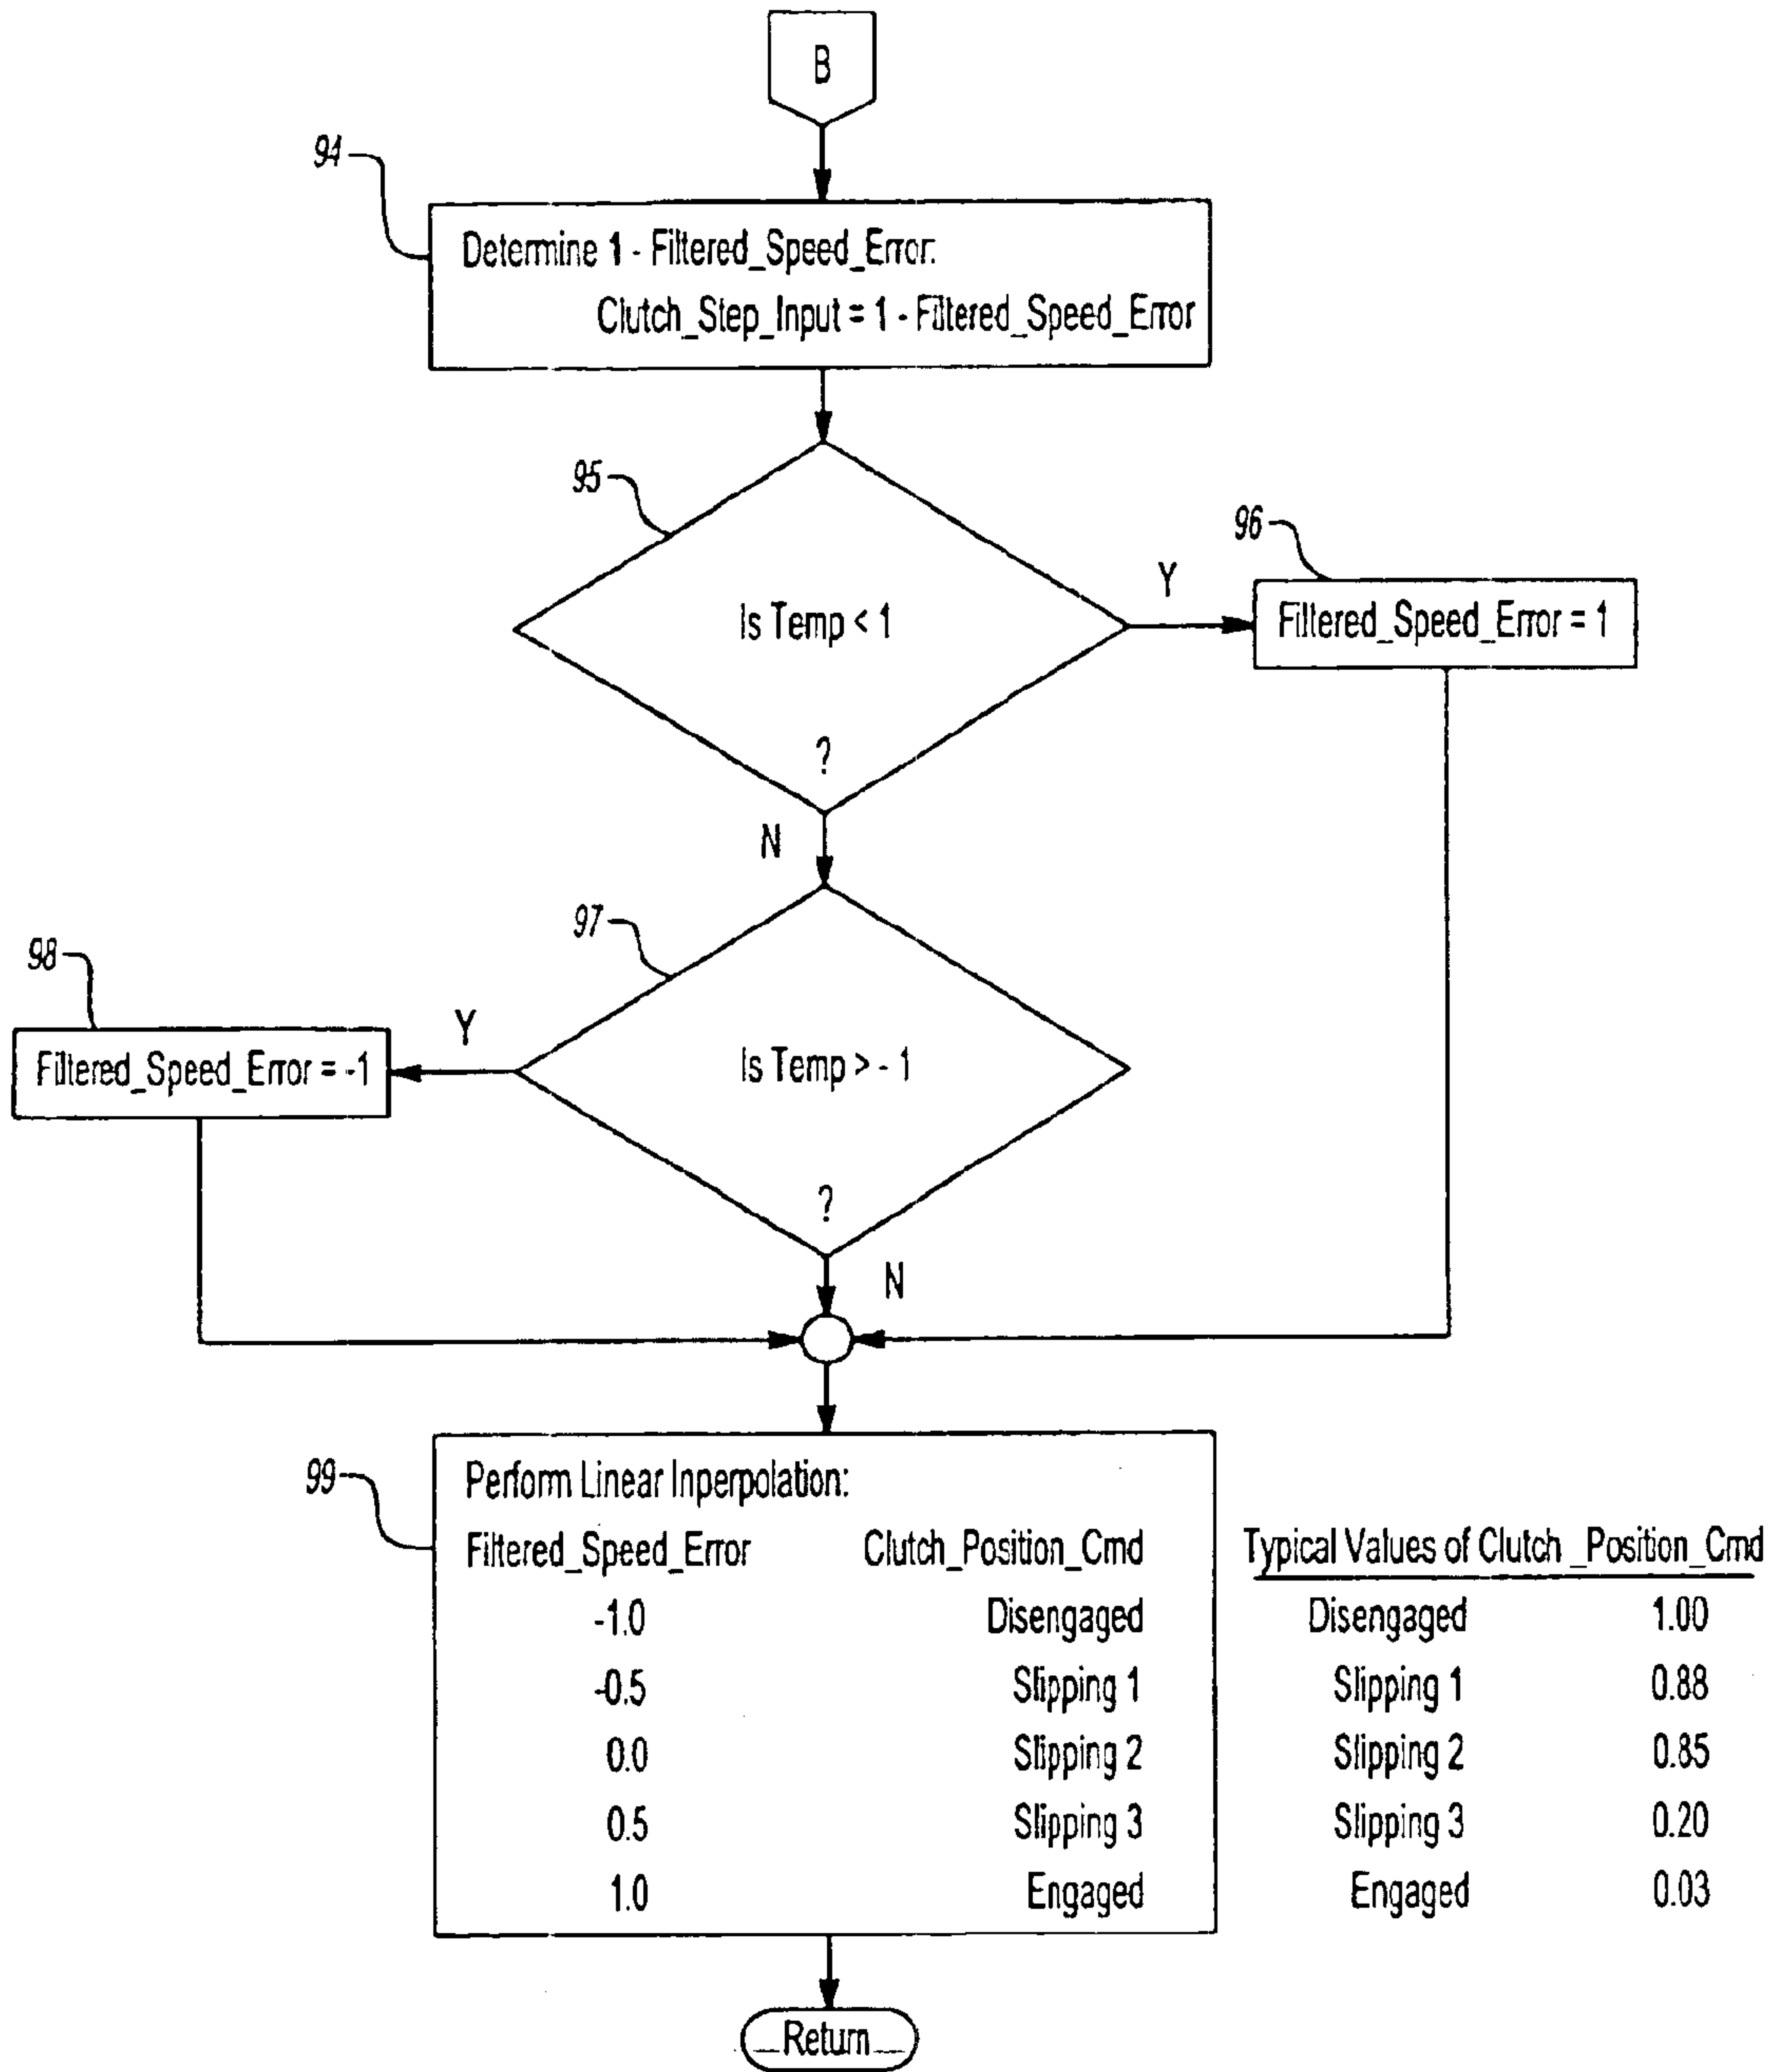 B
94
Determine 1 - Filtered_Speed_Error:
Clutch_Step_Input = 1 - Filtered_Speed_Error
95
Is Temp < 1
?
Y
96
Filtered_Speed_Error = 1
N
97
Is Temp > - 1
?
Y
98
Filtered_Speed_Error = -1
N
99
Perform Linear Inperpolation:
Filtered_Speed_Error Clutch_Position_Cmd
-1.0 Disengaged
-0.5 Slipping 1
0.0 Slipping 2
0.5 Slipping 3
1.0 Engaged
Typical Values of Clutch _Position_Cmd
Disengaged 1.00
Slipping 1 0.88
Slipping 2 0.85
Slipping 3 0.20
Engaged 0.03
Return